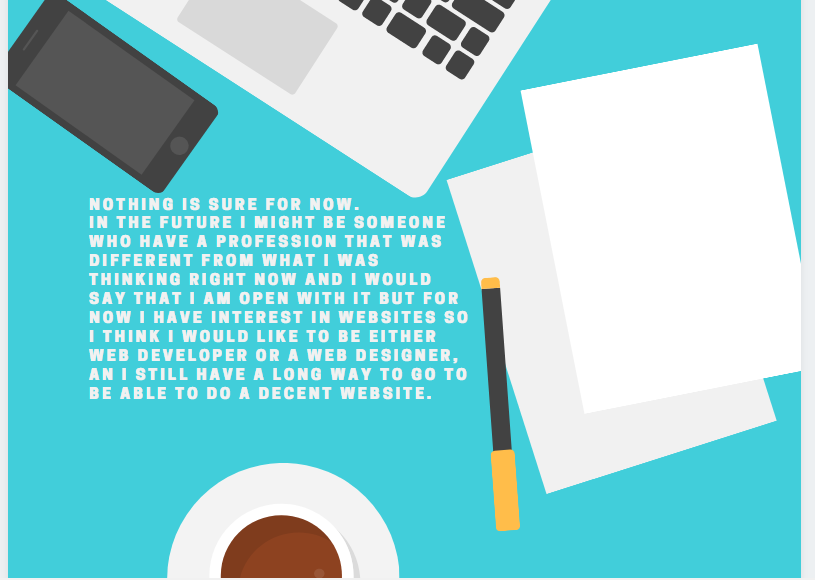 NOTHING IS SURE FOR NOW.
IN THE FUTURE I MIGHT BE SOMEONE
WHO HAVE A PROFESSION THAT WAS
DIFFERENT FROM WHAT I WAS
THINKING RIGHT NOW AND I WOULD
SAY THAT I AM OPEN WITH IT BUT FOR
NOW I HAVE INTEREST IN WEBSITES SO
I THINK I WOULD LIKE TO BE EITHER
WEB DEVELOPER OR A WEB DESIGNER,
AN I STILL HAVE A LONG WAY TO GO TO
BE ABLE TO DO A DECENT WEBSITE.